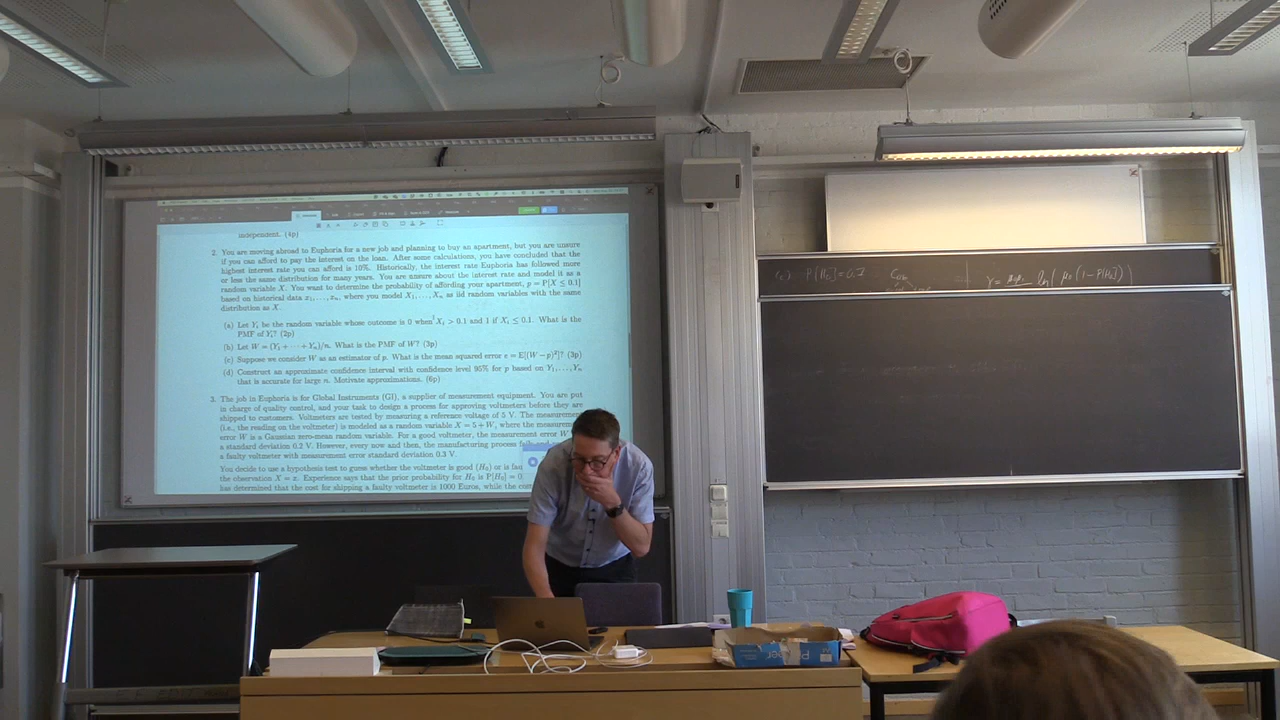 independent. (4p)
2. You are moving abroad to Euphoria for a new job and planning to buy an apartment, but you are unsure
if you can afford to pay the interest on the loan. After some calculations, you have concluded that the
highest interest rate you can afford is 10%. Historically, the interest rate Euphoria has followed more
or less the same distribution for many years. You are unsure about the interest rate and model it as a
random variable X. You want to determine the probability of affording your apartment, p = P[X ≤ 0.1]
based on historical data x₁, . . . , xₙ, where you model X₁, . . . , Xₙ as iid random variables with the same
distribution as X.
(a) Let Yᵢ be the random variable whose outcome is 0 when Xᵢ > 0.1 and 1 if Xᵢ ≤ 0.1. What is the
PMF of Yᵢ? (2p)
(b) Let W = (Y₁ + · · · + Yₙ)/n. What is the PMF of W? (3p)
(c) Suppose we consider W as an estimator of p. What is the mean squared error e = E[(W − p)²]? (3p)
(d) Construct an approximate confidence interval with confidence level 95% for p based on Y₁, . . . , Yₙ
that is accurate for large n. Motivate approximations. (6p)
3. The job in Euphoria is for Global Instruments (GI), a supplier of measurement equipment. You are put
in charge of quality control, and your task to design a process for approving voltmeters before they are
shipped to customers. Voltmeters are tested by measuring a reference voltage of 5 V. The measurement
(i.e., the reading on the voltmeter) is modeled as a random variable X = 5 + W, where the measurem
error W is a Gaussian zero-mean random variable. For a good voltmeter, the measurement error W
a standard deviation 0.2 V. However, every now and then, the manufacturing process fails and
a faulty voltmeter with measurement error standard deviation 0.3 V.
You decide to use a hypothesis test to guess whether the voltmeter is good (H₀) or is fau
the observation X = x. Experience says that the prior probability for H₀ is P[H₀] = 0.
has determined that the cost for shipping a faulty voltmeter is 1000 Euros, while the
P[H₀]
γ =
ln( (1-P[H₀])